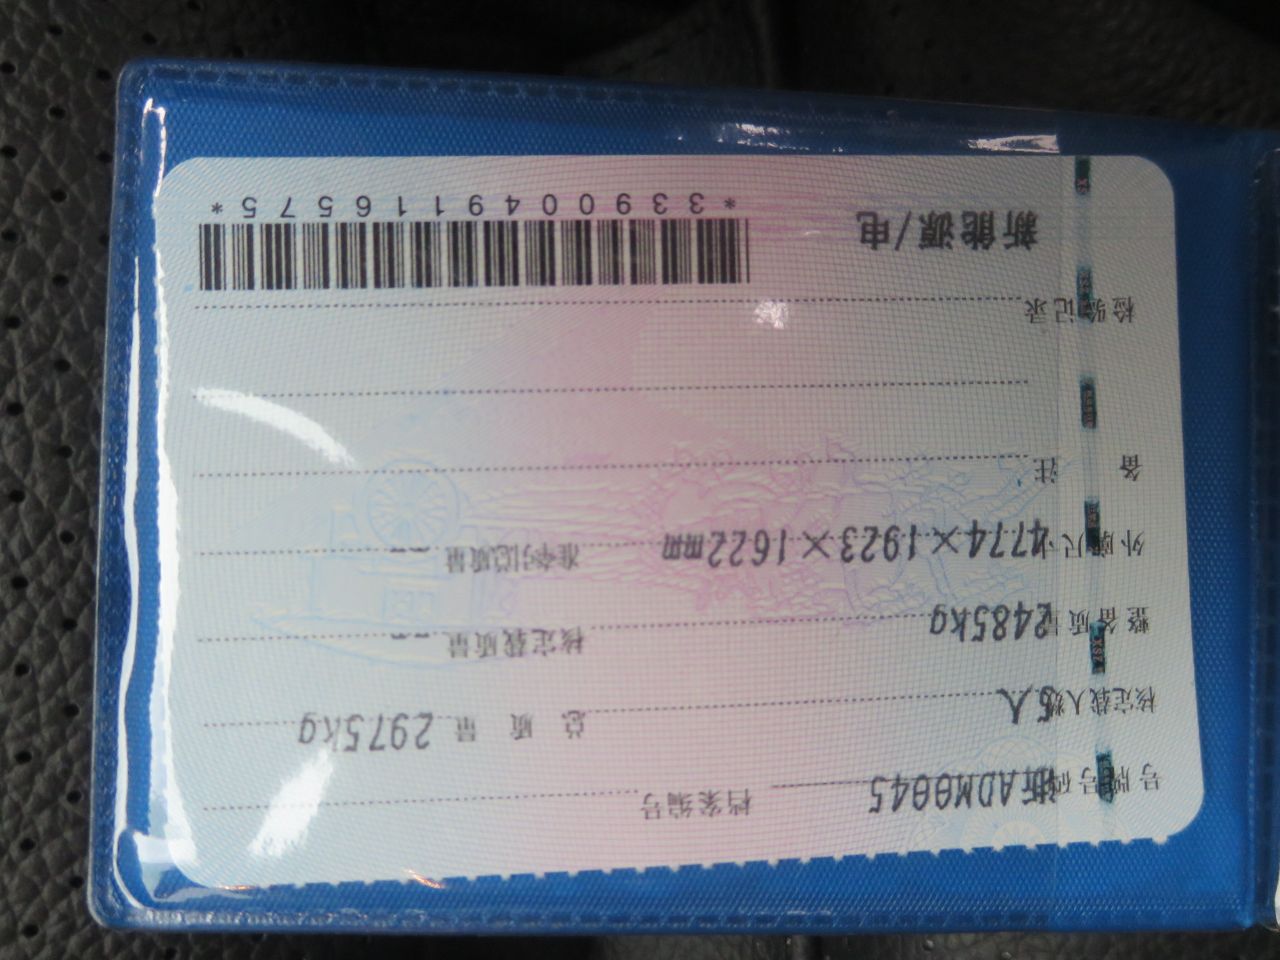 号牌号码 浙ADM0045 档案编号
核定载人数 5人 总质量 2975kg
整备质量 2485kg 核定载质量 --
外廓尺寸 4774×1923×1622mm 准牵引总质量 --
备注
检验记录
新能源/电
*3390049116575*